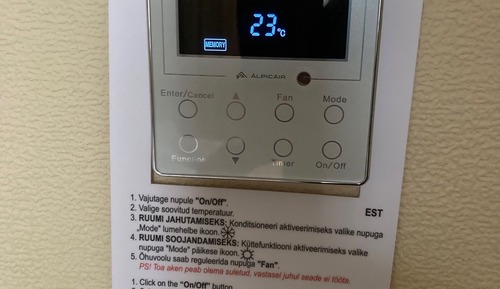 23°C
MEMORY
ALPICAIR
Enter/Cancel Fan Mode
Function Timer On/Off
1. Vajutage nupule "On/Off".
2. Valige soovitud temperatuur.
EST
3. RUUMI JAHUTAMISEKS: Konditsioneeri aktiveerimiseks valike nupuga
„Mode" lumehelbe ikoon.
4. RUUMI SOOJANDAMISEKS: Küttefunktiooni aktiveerimiseks valike
nupuga "Mode" päikese ikoon.
5. Õhuvoolu saab reguleerida nupuga "Fan".
PS! Toa aken peab olema suletud, vastasel juhul seade ei tööta.
1. Click on the "On/Off" button